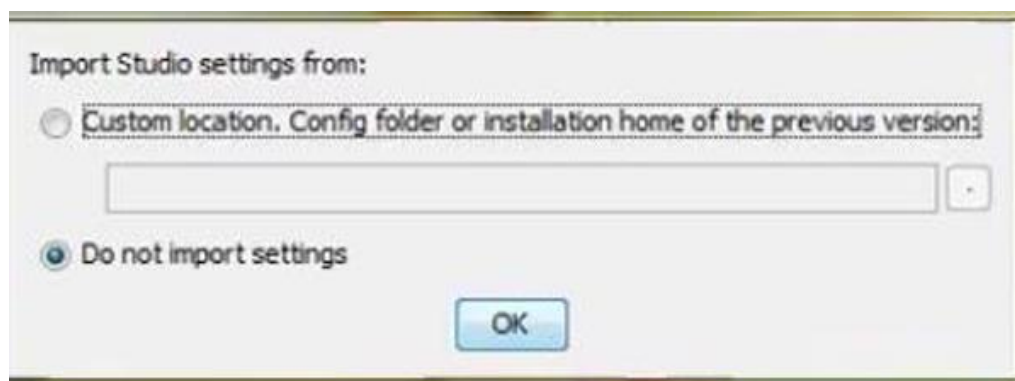 Import Studio settings from:
Custom location. Config folder or installation home of the previous version:
.
Do not import settings
OK